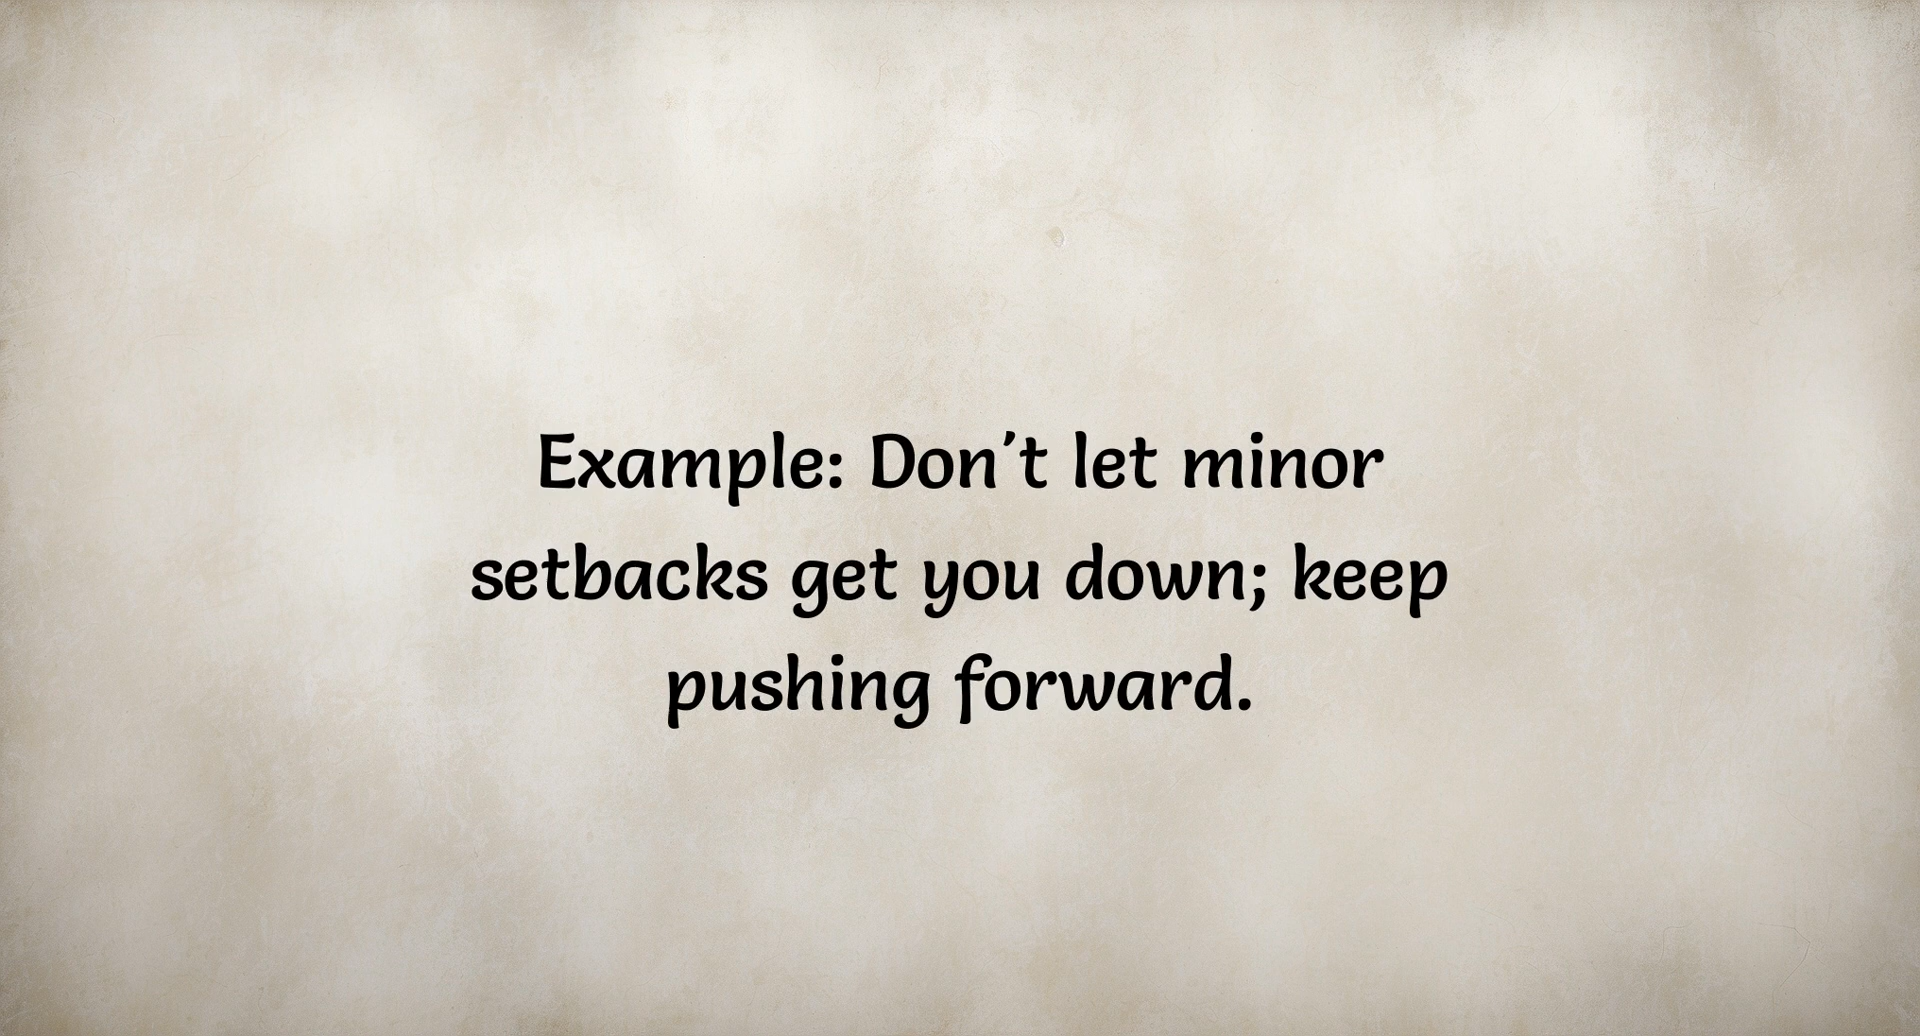 Example: Don't let minor
setbacks get you down; keep
pushing forward.